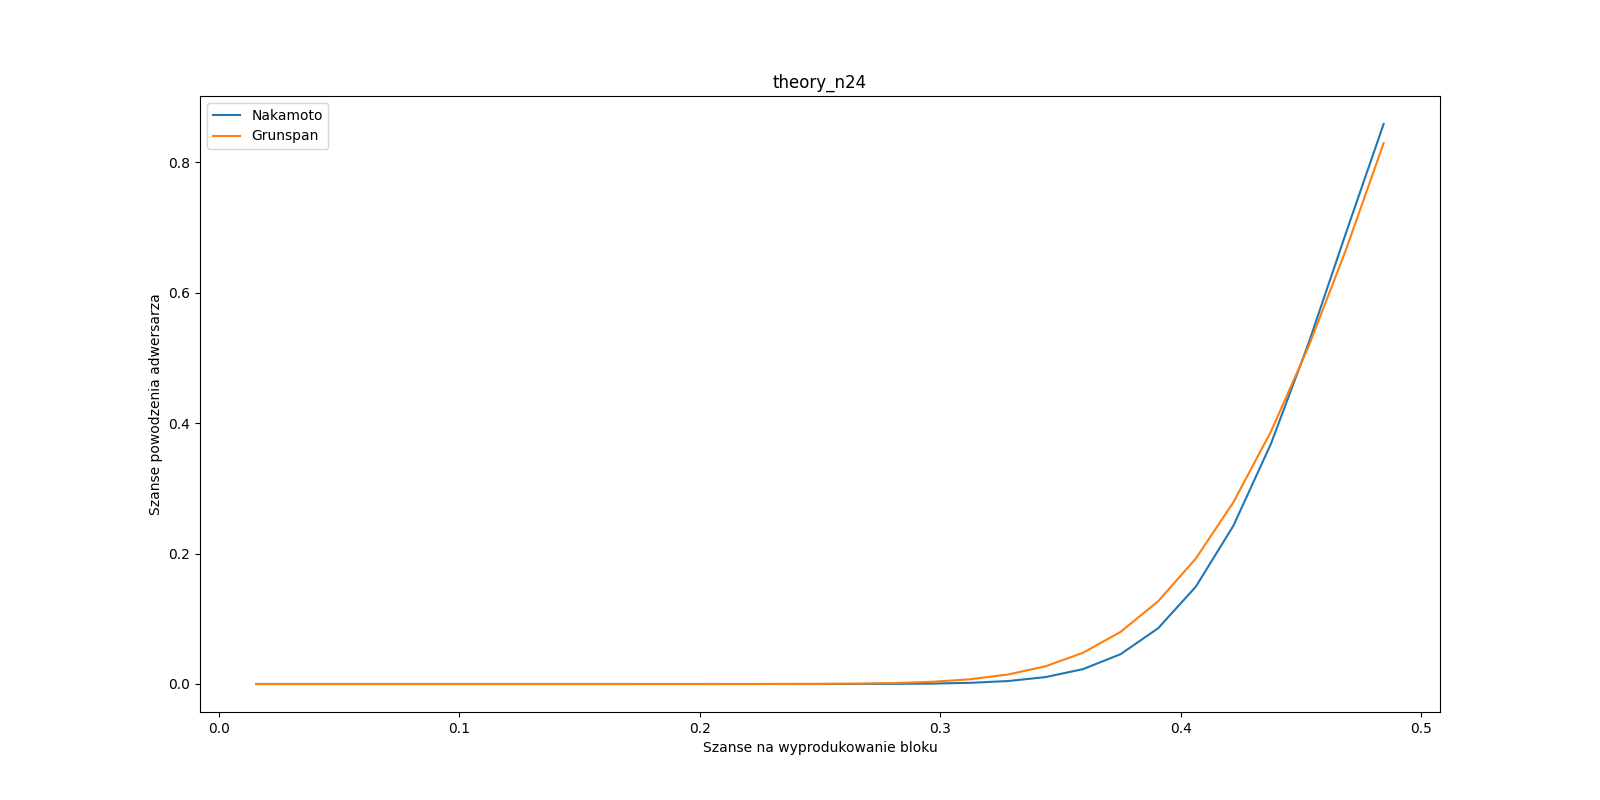 theory_n24
Nakamoto
Grunspan
Szanse powodzenia adwersarza
0.8
0.6
0.4
0.2
0.0
0.0 0.1 0.2 0.3 0.4 0.5
Szanse na wyprodukowanie bloku